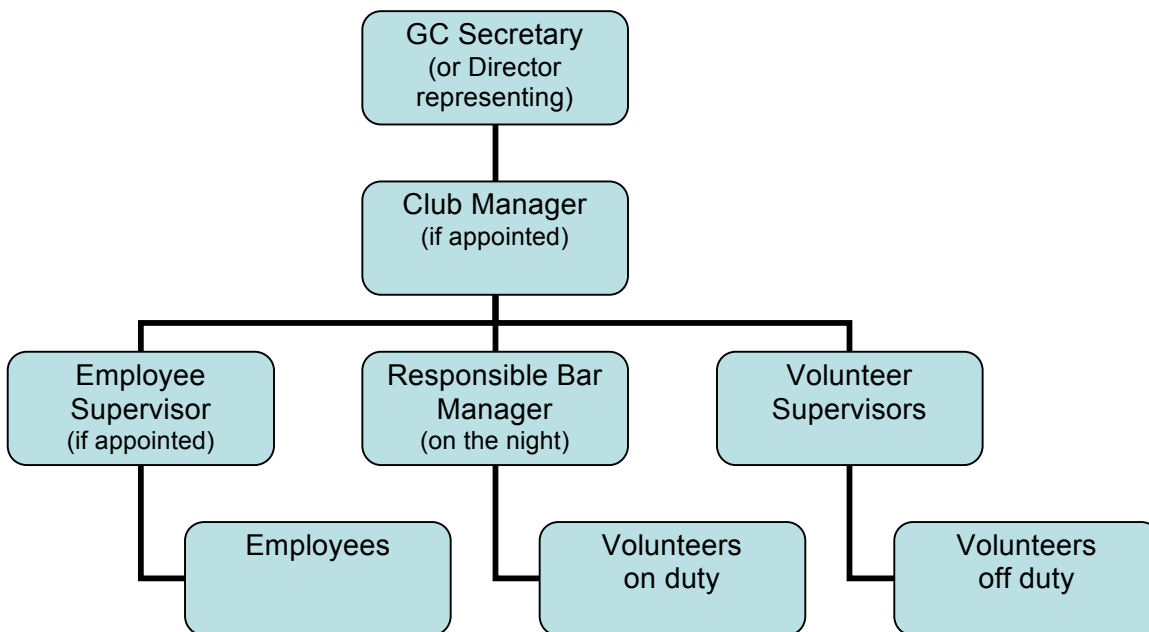 GC Secretary
(or Director
representing)
Club Manager
(if appointed)
Employee
Supervisor
(if appointed)
Responsible Bar
Manager
(on the night)
Volunteer
Supervisors
Employees
Volunteers
on duty
Volunteers
off duty